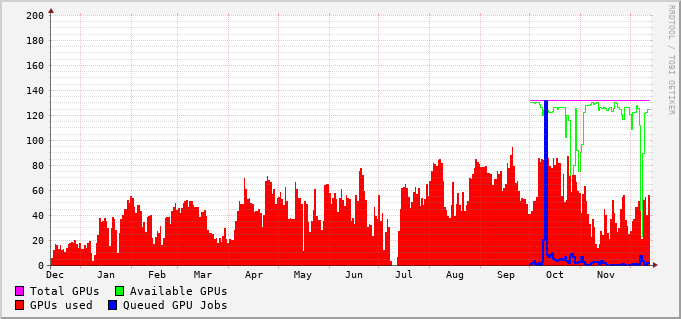 RRDTOOL / TOBI OETIKER
200
180
160
140
120
100
80
60
40
20
0
Dec Jan Feb Mar Apr May Jun Jul Aug Sep Oct Nov
Total GPUs Available GPUs
GPUs used Queued GPU Jobs